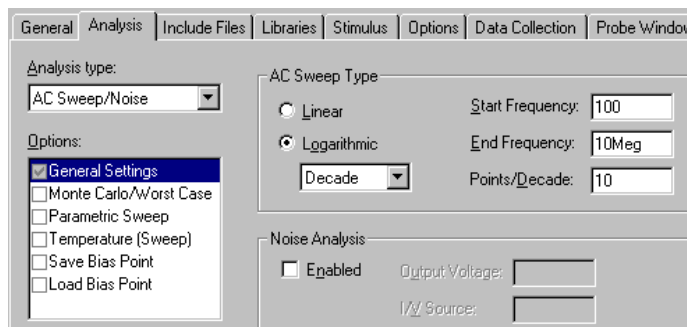 General Analysis Include Files Libraries Stimulus Options Data Collection Probe Window
Analysis type:
AC Sweep/Noise
Options:
General Settings
Monte Carlo/Worst Case
Parametric Sweep
Temperature (Sweep)
Save Bias Point
Load Bias Point
AC Sweep Type
Linear
Logarithmic
Decade
Start Frequency: 100
End Frequency: 10Meg
Points/Decade: 10
Noise Analysis
Enabled
Output Voltage:
I/V Source: